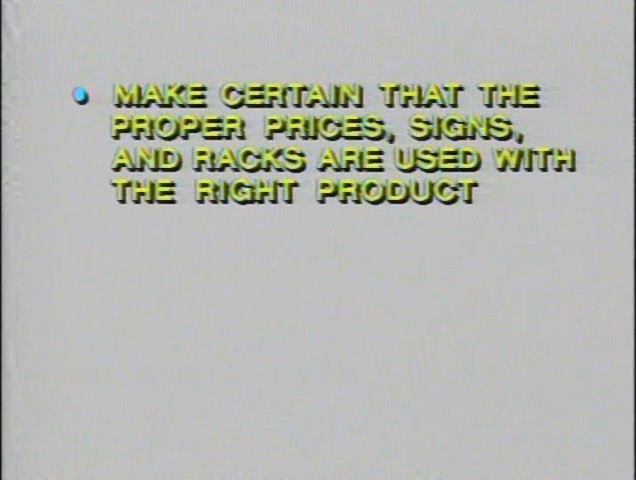 • MAKE CERTAIN THAT THE
PROPER PRICES, SIGNS,
AND RACKS ARE USED WITH
THE RIGHT PRODUCT